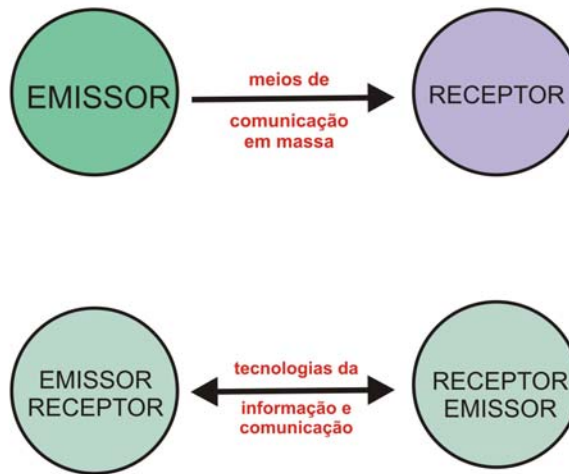 EMISSOR
meios de
comunicação
em massa
RECEPTOR
EMISSOR
RECEPTOR
tecnologias da
informação e
comunicação
RECEPTOR
EMISSOR